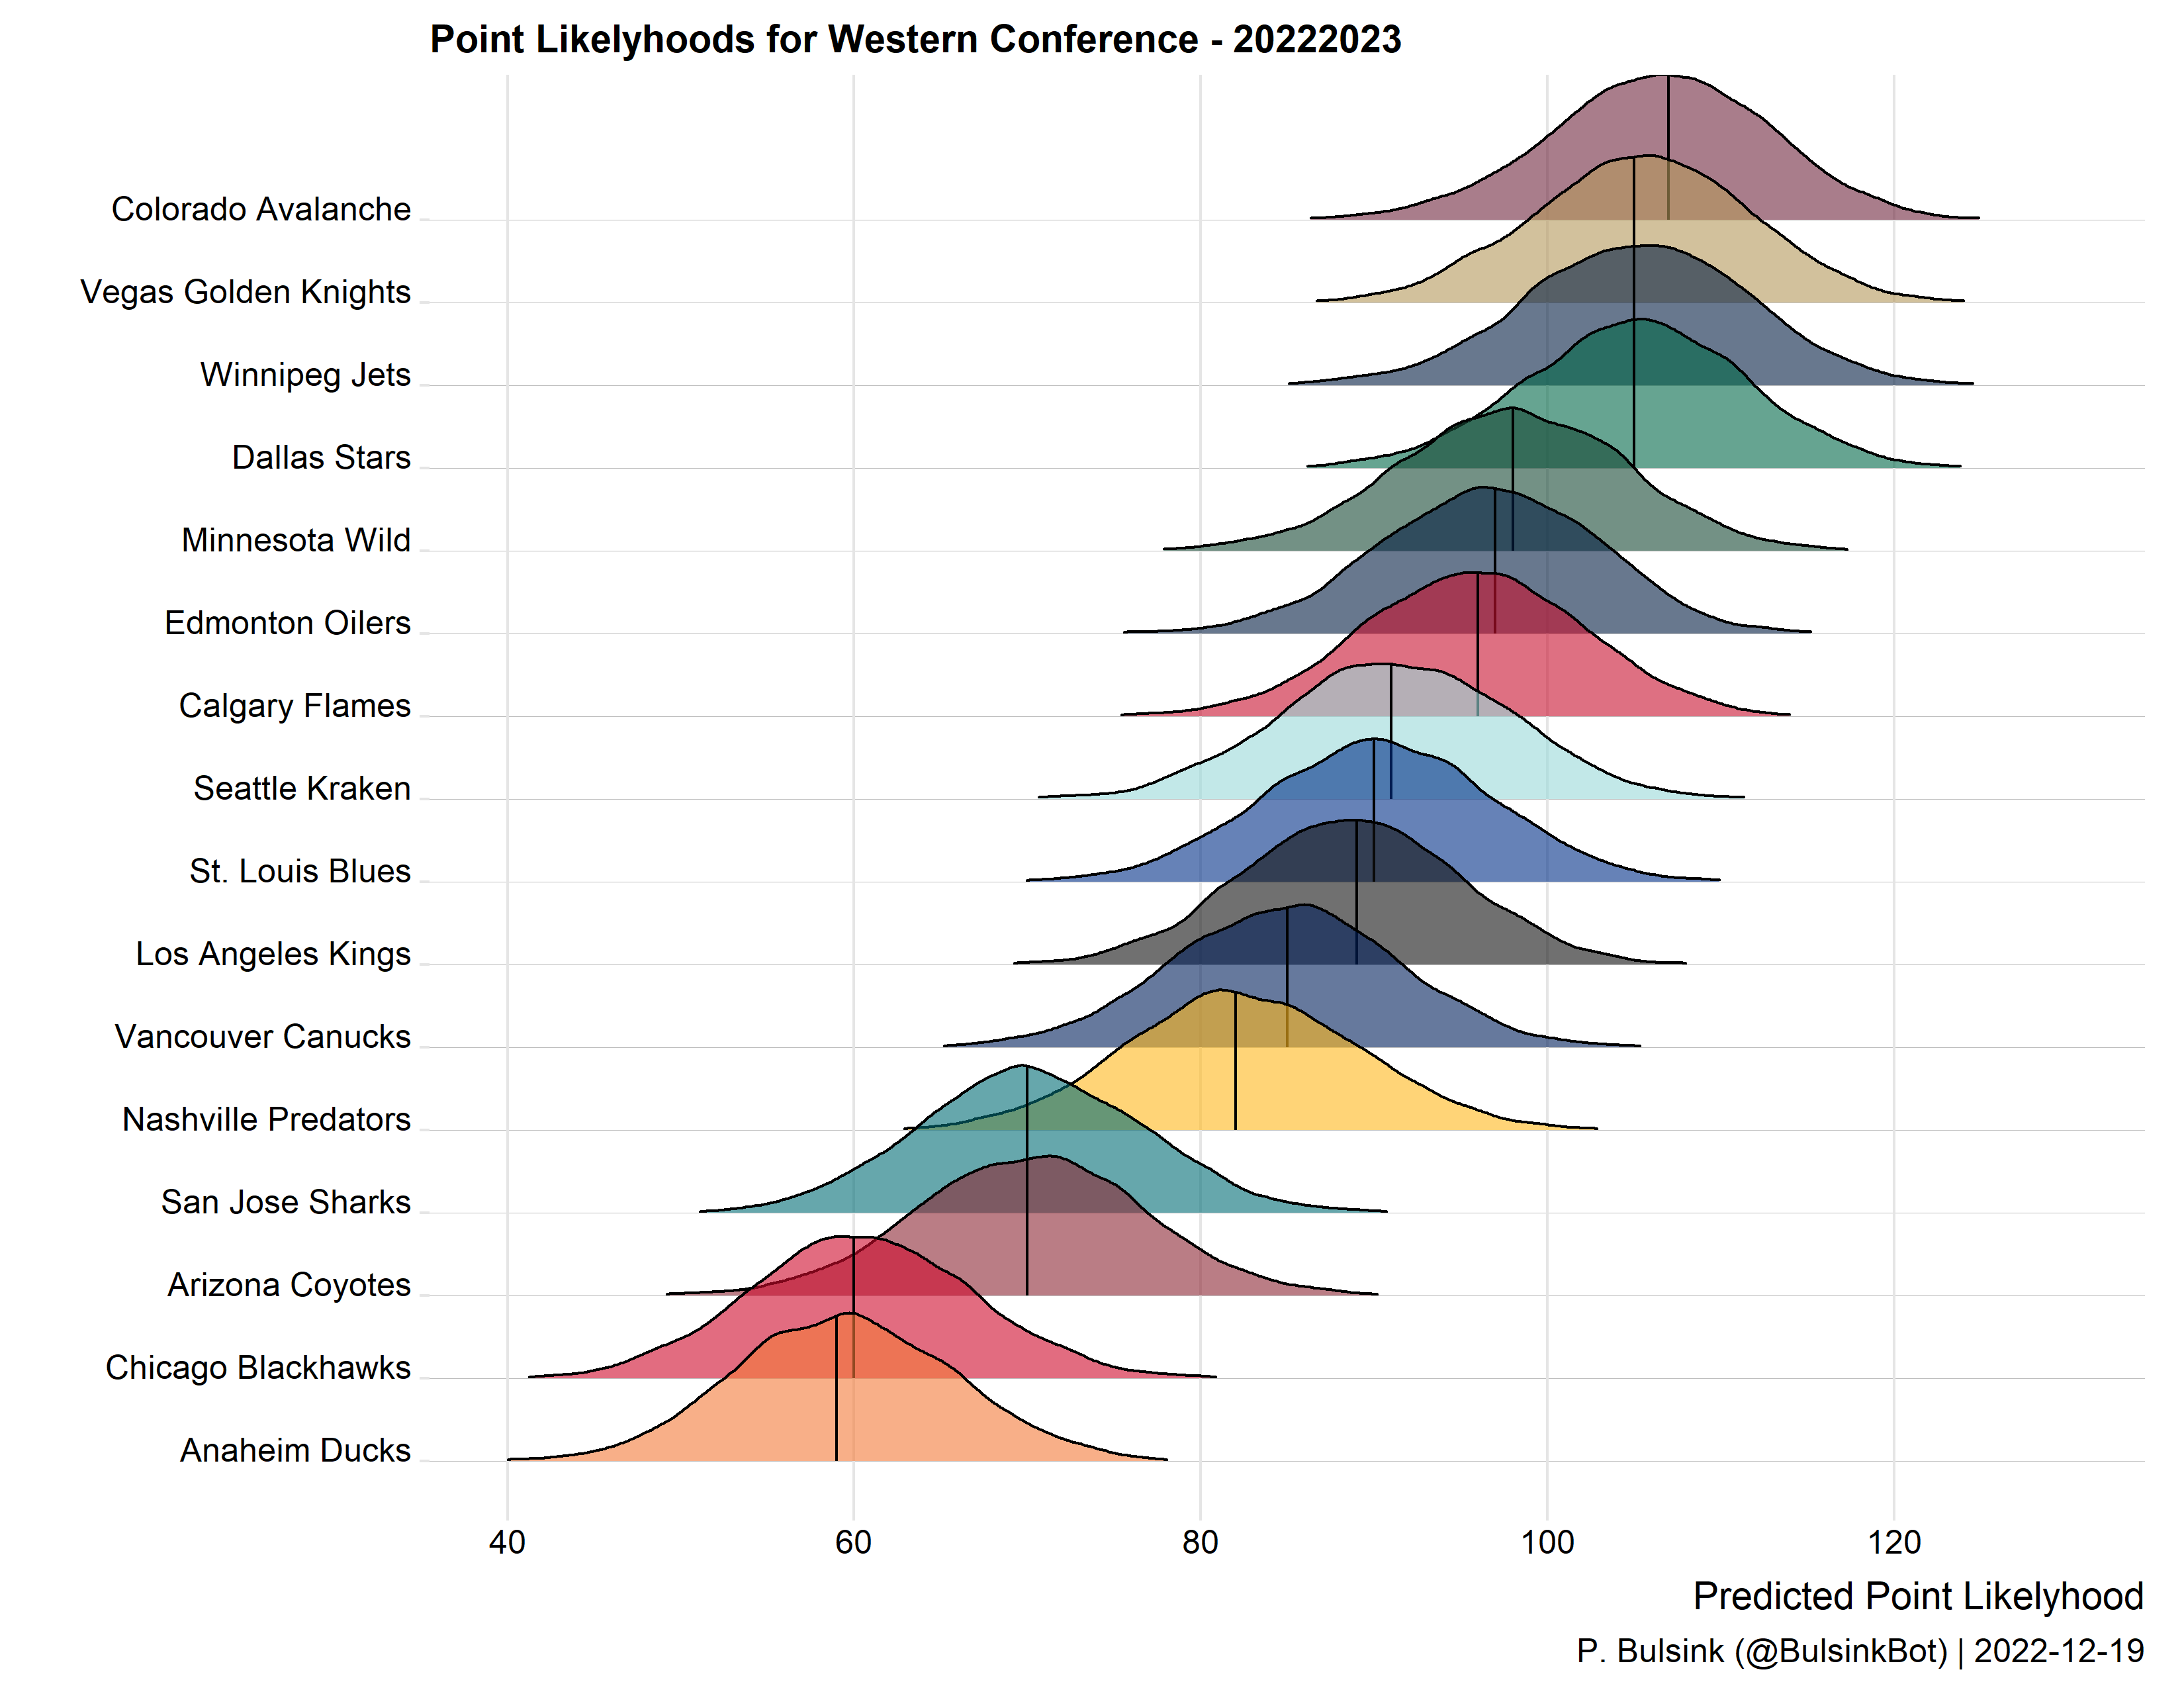 Point Likelyhoods for Western Conference - 20222023
Colorado Avalanche
Vegas Golden Knights
Winnipeg Jets
Dallas Stars
Minnesota Wild
Edmonton Oilers
Calgary Flames
Seattle Kraken
St. Louis Blues
Los Angeles Kings
Vancouver Canucks
Nashville Predators
San Jose Sharks
Arizona Coyotes
Chicago Blackhawks
Anaheim Ducks
40 60 80 100 120
Predicted Point Likelyhood
P. Bulsink (@BulsinkBot) | 2022-12-19